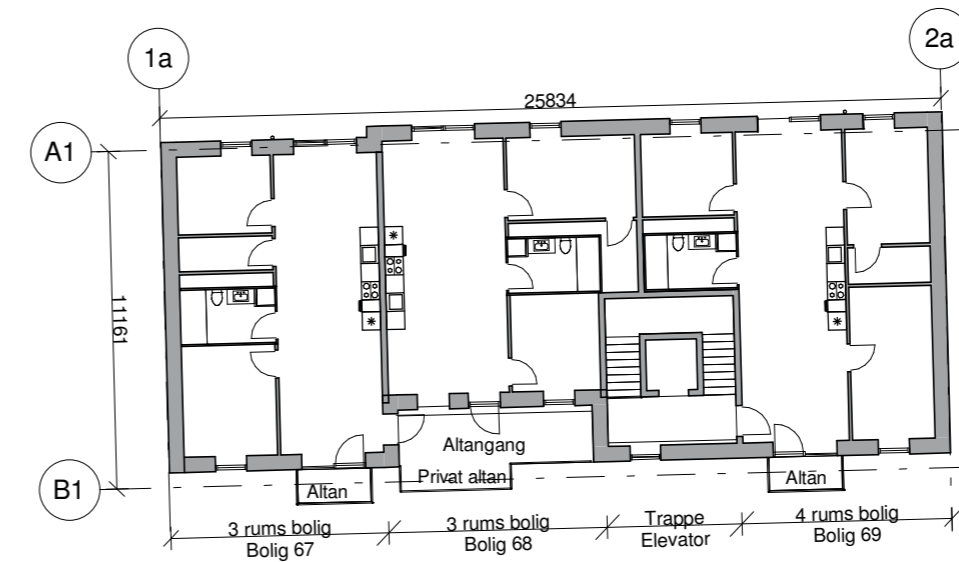 1a
2a
25834
A1
11161
Altangang
Privat altan
Altan
Altan
B1
3 rums bolig
Bolig 67
3 rums bolig
Bolig 68
Trappe
Elevator
4 rums bolig
Bolig 69